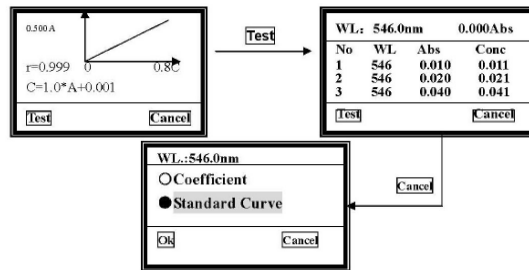 0.500A
r=0.999 0 0.8C
C=1.0*A+0.001
Test Cancel
Test
WL: 546.0nm 0.000Abs
No WL Abs Conc
1 546 0.010 0.011
2 546 0.020 0.021
3 546 0.040 0.041
Test Cancel
Cancel
WL.:546.0nm
Coefficient
Standard Curve
Ok Cancel